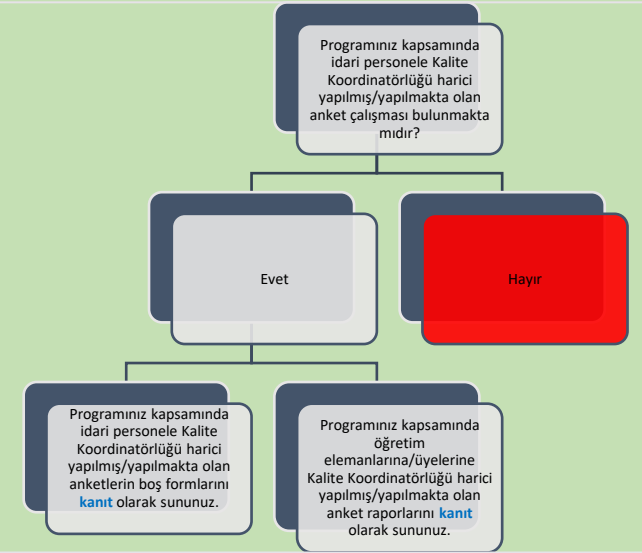 Programınız kapsamında
idari personele Kalite
Koordinatörlüğü harici
yapılmış/yapılmakta olan
anket çalışması bulunmakta
mıdır?
Evet
Hayır
Programınız kapsamında
idari personele Kalite
Koordinatörlüğü harici
yapılmış/yapılmakta olan
anketlerin boş formlarını
kanıt olarak sununuz.
Programınız kapsamında
öğretim
elemanlarına/üyelerine
Kalite Koordinatörlüğü harici
yapılmış/yapılmakta olan
anket raporlarını kanıt
olarak sununuz.